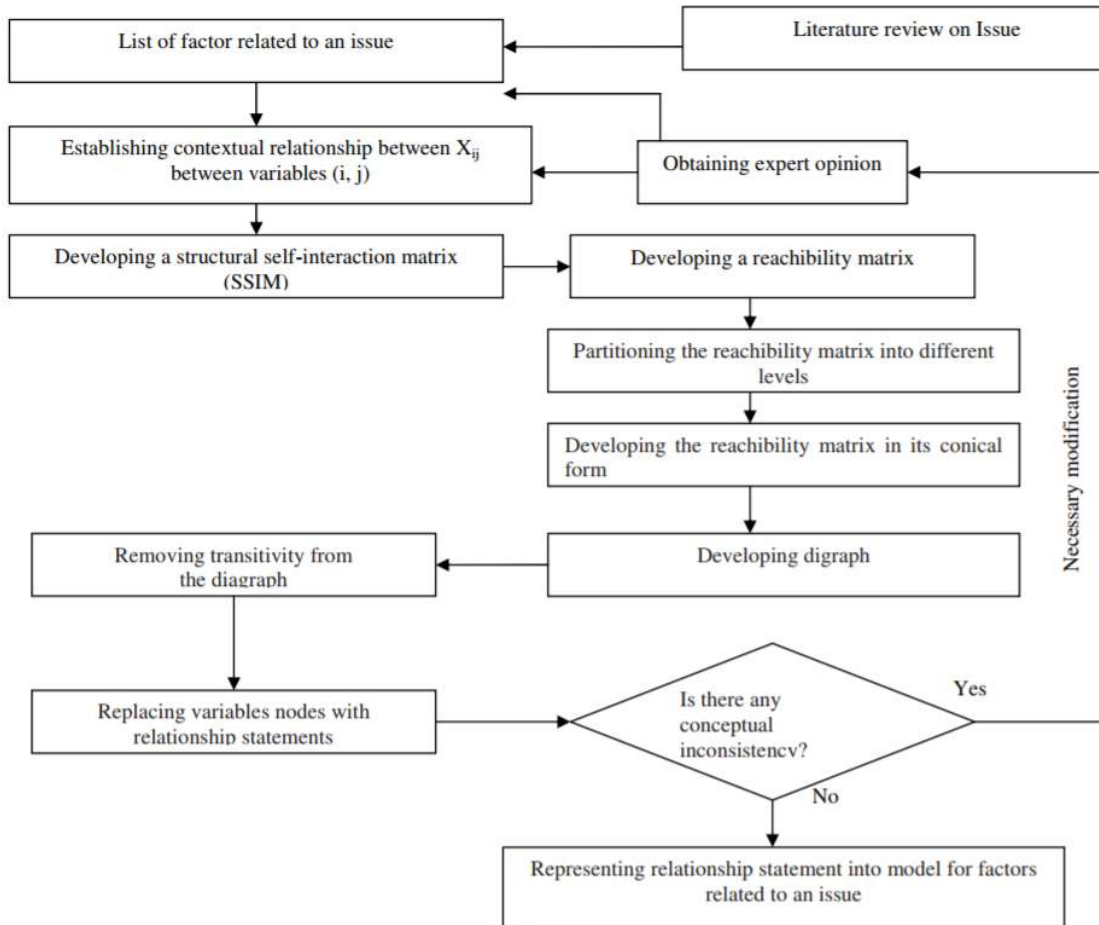 Literature review on Issue
List of factor related to an issue
Establishing contextual relationship between Xij
between variables (i, j)
Obtaining expert opinion
Developing a structural self-interaction matrix
(SSIM)
Developing a reachibility matrix
Partitioning the reachibility matrix into different
levels
Developing the reachibility matrix in its conical
form
Necessary modification
Developing digraph
Removing transitivity from
the diagraph
Replacing variables nodes with
relationship statements
Is there any
conceptual
inconsistency?
Yes
No
Representing relationship statement into model for factors
related to an issue